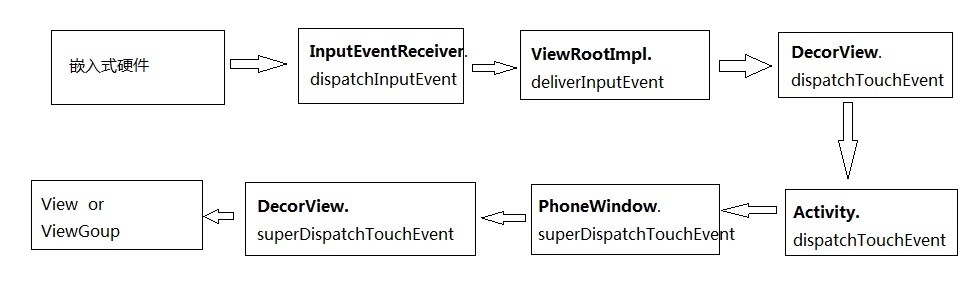 嵌入式硬件
InputEventReceiver.
dispatchInputEvent
ViewRootImpl.
deliverInputEvent
DecorView.
dispatchTouchEvent
Activity.
dispatchTouchEvent
PhoneWindow.
superDispatchTouchEvent
DecorView.
superDispatchTouchEvent
View or
ViewGoup